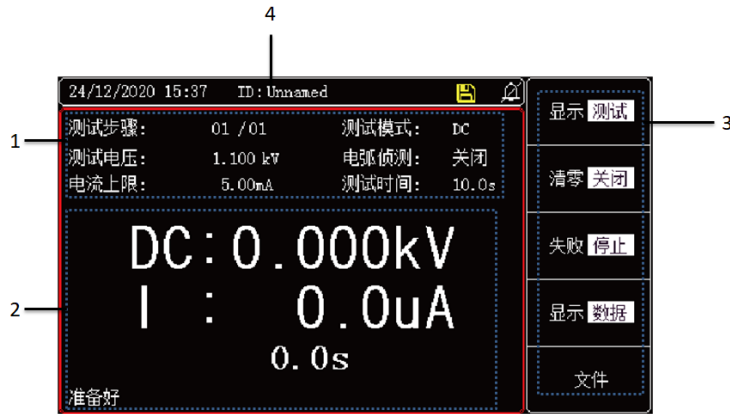 4
24/12/2020 15:37 ID:Unnamed
测试步骤: 01 /01 测试模式: DC
测试电压: 1.100 kV 电弧侦测: 关闭
电流上限: 5.00mA 测试时间: 10.0s
1
DC:0.000kV
I : 0.0uA
0.0s
2
准备好
显示 测试
3
清零 关闭
失败 停止
显示 数据
文件